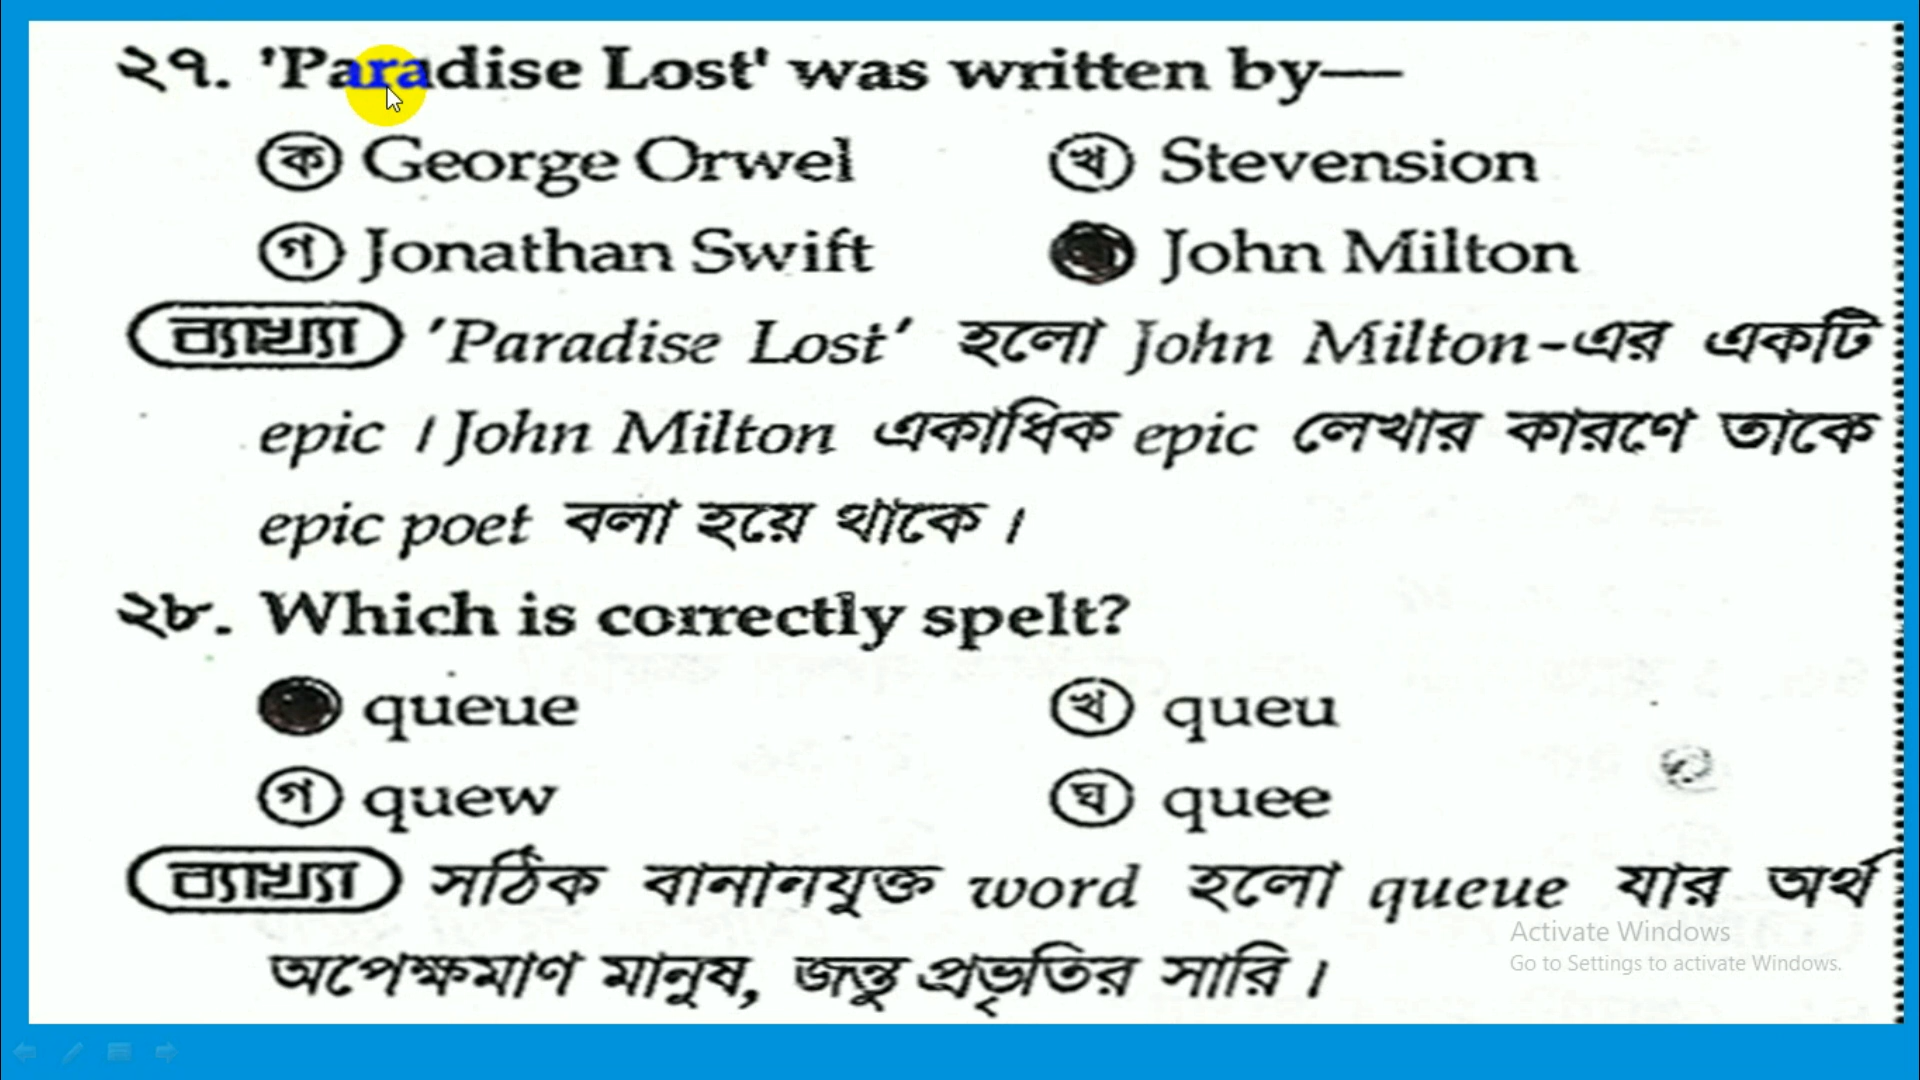 ২৭. 'Paradise Lost' was written by—
ক George Orwel খ Stevension
গ Jonathan Swift John Milton
ব্যাখ্যা 'Paradise Lost' হলো John Milton-এর একটি
epic । John Milton একাধিক epic লেখার কারণে তাকে
epic poet বলা হয়ে থাকে ।
২৮. Which is correctly spelt?
queue খ queu
গ quew ঘ quee
ব্যাখ্যা সঠিক বানানযুক্ত word হলো queue যার অর্থ
অপেক্ষমাণ মানুষ, জন্তু প্রভৃতির সারি ।
Activate Windows
Go to Settings to activate Windows.